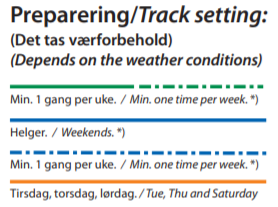 Preparering/Track setting:
(Det tas værforbehold)
(Depends on the weather conditions)
Min. 1 gang per uke. / Min. one time per week. *)
Helger. / Weekends. *)
Min. 1 gang per uke. / Min. one time per week. *)
Tirsdag, torsdag, lørdag. / Tue, Thu and Saturday